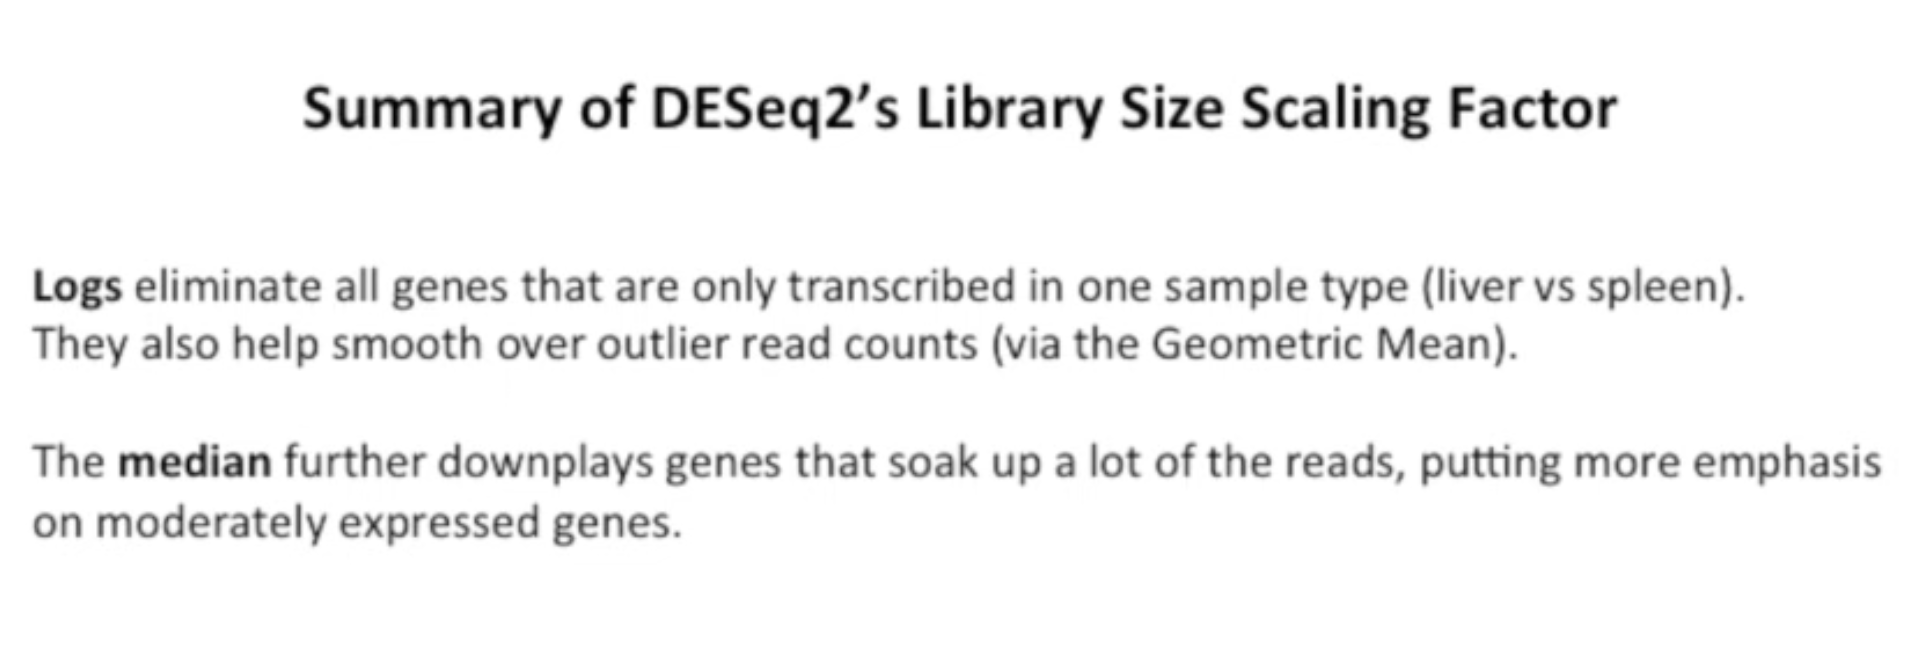 Summary of DESeq2’s Library Size Scaling Factor
Logs eliminate all genes that are only transcribed in one sample type (liver vs spleen).
They also help smooth over outlier read counts (via the Geometric Mean).
The median further downplays genes that soak up a lot of the reads, putting more emphasis
on moderately expressed genes.